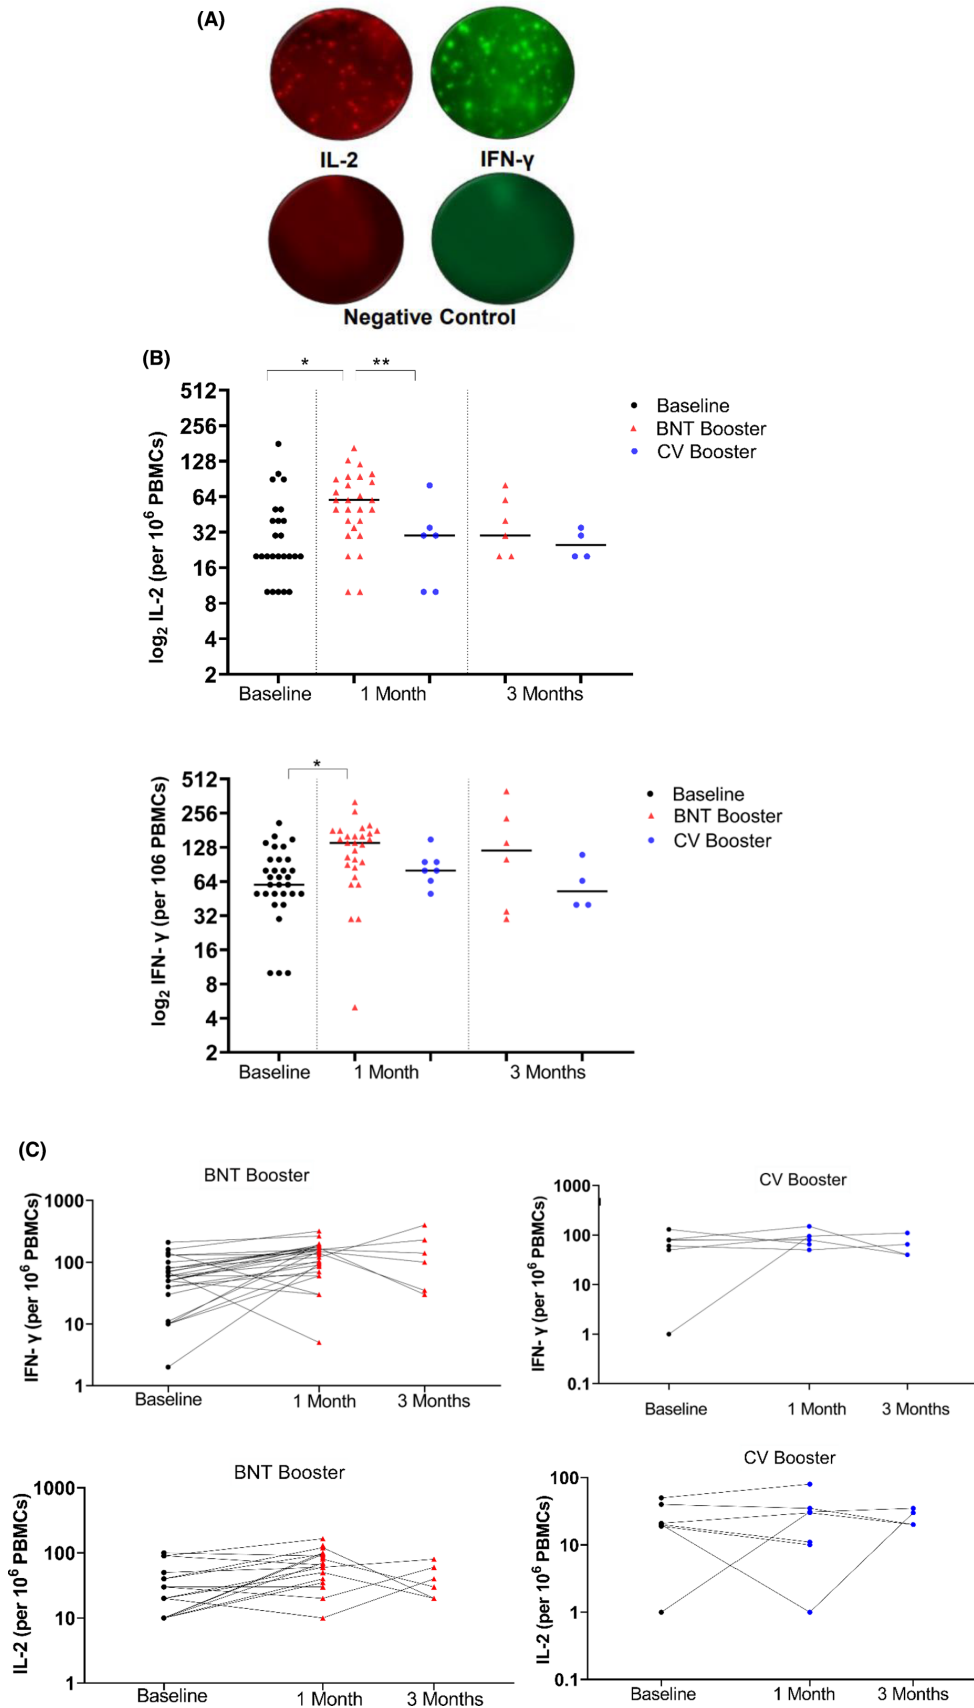 (A)
IL-2 IFN-γ
Negative Control
(B)
* **
512
256
128
64
32
16
8
4
2
log2 IL-2 (per 10^6 PBMCs)
Baseline 1 Month 3 Months
Baseline
BNT Booster
CV Booster
*
512
256
128
64
32
16
8
4
2
log2 IFN- γ (per 106 PBMCs)
Baseline 1 Month 3 Months
Baseline
BNT Booster
CV Booster
(C)
BNT Booster
1000
100
10
1
IFN- γ (per 10^6 PBMCs)
Baseline 1 Month 3 Months
CV Booster
1000
100
10
1
0.1
IFN- γ (per 10^6 PBMCs)
Baseline 1 Month 3 Months
BNT Booster
1000
100
10
1
IL-2 (per 10^6 PBMCs)
Baseline 1 Month 3 Months
CV Booster
100
10
1
0.1
IL-2 (per 10^6 PBMCs)
Baseline 1 Month 3 Months